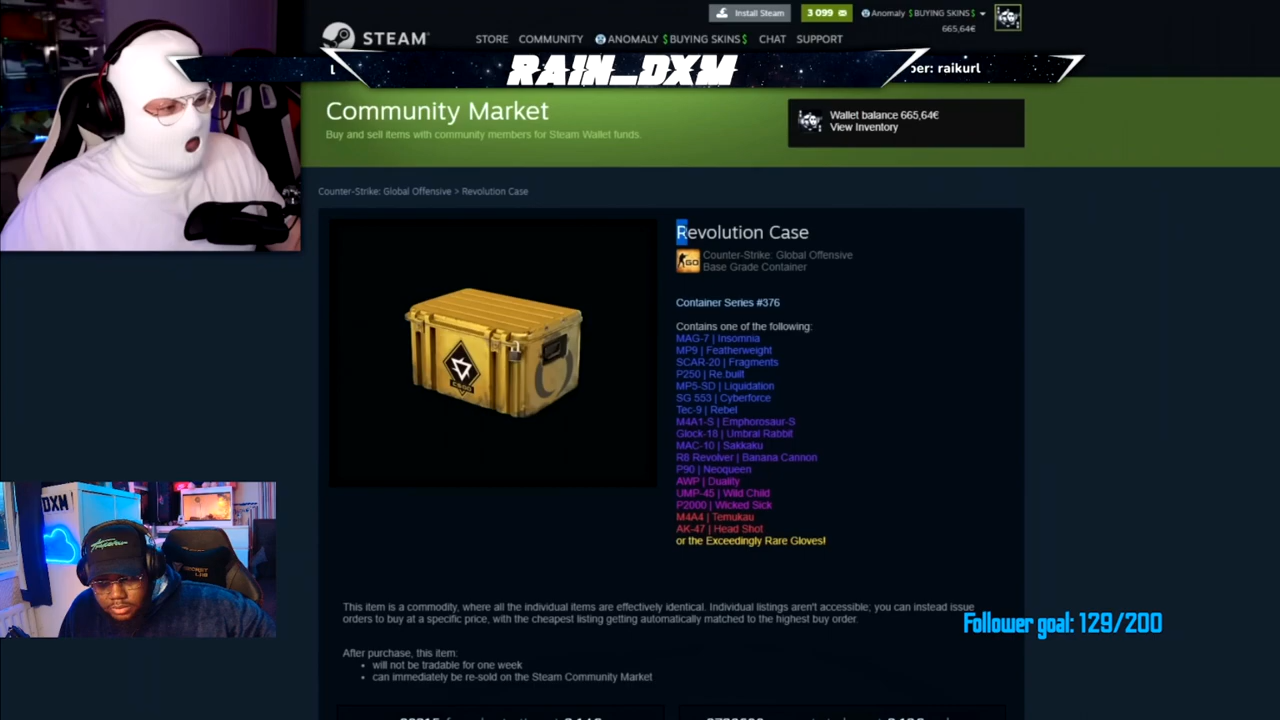 Install Steam
3 099
Anomaly $BUYING SKINS$
665,64€
STEAM
STORE COMMUNITY ANOMALY $BUYING SKINS$ CHAT SUPPORT
RAIN_DXM
per: raikurl
Community Market
Buy and sell items with community members for Steam Wallet funds.
Wallet balance 665,64€
View Inventory
Counter-Strike: Global Offensive > Revolution Case
Revolution Case
Counter-Strike: Global Offensive
Base Grade Container
Container Series #376
Contains one of the following:
MAG-7 | Insomnia
MP9 | Featherweight
SCAR-20 | Fragments
P250 | Re.built
MP5-SD | Liquidation
SG 553 | Cyberforce
Tec-9 | Rebel
M4A1-S | Emphorosaur-S
Glock-18 | Umbral Rabbit
MAC-10 | Sakkaku
R8 Revolver | Banana Cannon
P90 | Neoqueen
AWP | Duality
UMP-45 | Wild Child
P2000 | Wicked Sick
M4A4 | Temukau
AK-47 | Head Shot
or the Exceedingly Rare Gloves!
DXM
This item is a commodity, where all the individual items are effectively identical. Individual listings aren't accessible; you can instead issue
orders to buy at a specific price, with the cheapest listing getting automatically matched to the highest buy order.
Follower goal: 129/200
After purchase, this item:
• will not be tradable for one week
• can immediately be re-sold on the Steam Community Market